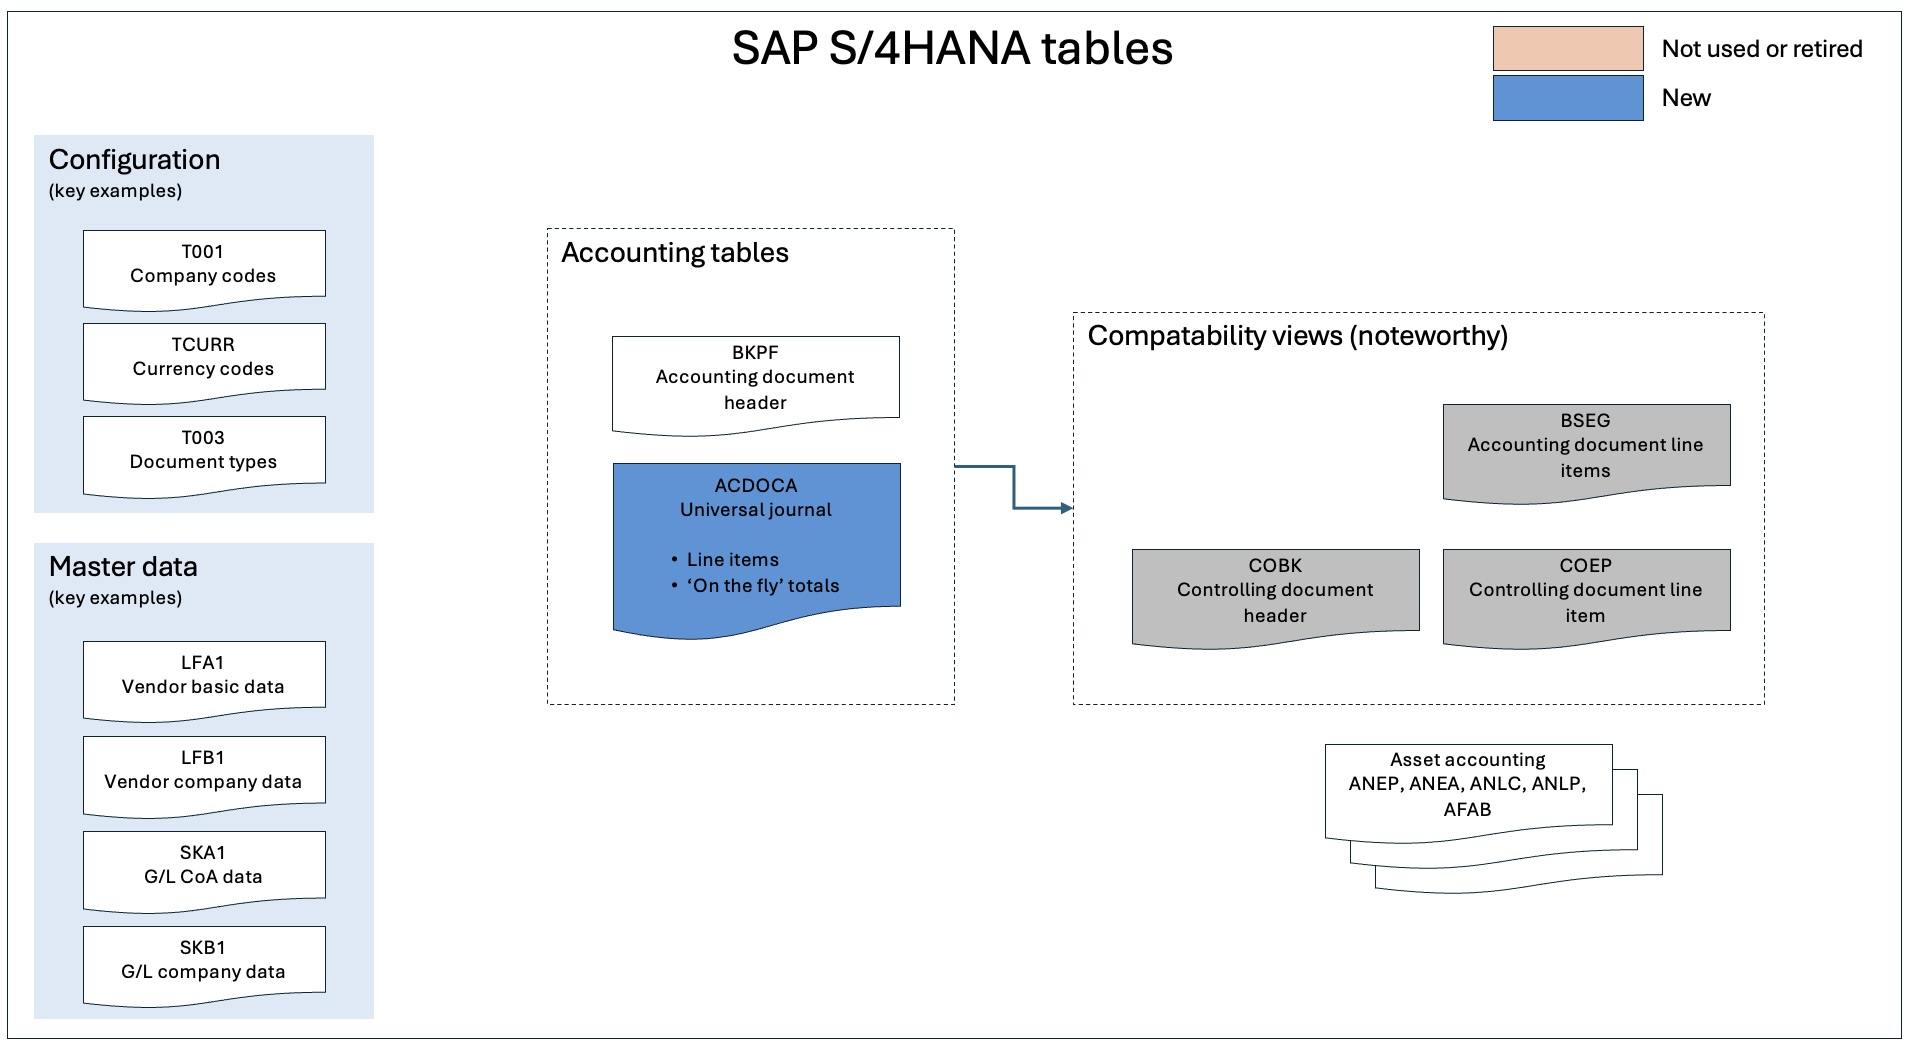 SAP S/4HANA tables
Not used or retired
New
Configuration
(key examples)
T001
Company codes
TCURR
Currency codes
T003
Document types
Master data
(key examples)
LFA1
Vendor basic data
LFB1
Vendor company data
SKA1
G/L CoA data
SKB1
G/L company data
Accounting tables
BKPF
Accounting document
header
ACDOCA
Universal journal
• Line items
• ‘On the fly’ totals
Compatability views (noteworthy)
BSEG
Accounting document line
items
COBK
Controlling document
header
COEP
Controlling document line
item
Asset accounting
ANEP, ANEA, ANLC, ANLP,
AFAB